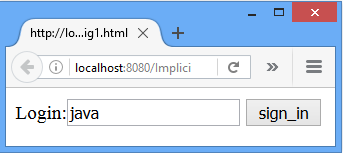 http://lo...ig1.html
localhost:8080/Implici
Login: java sign_in